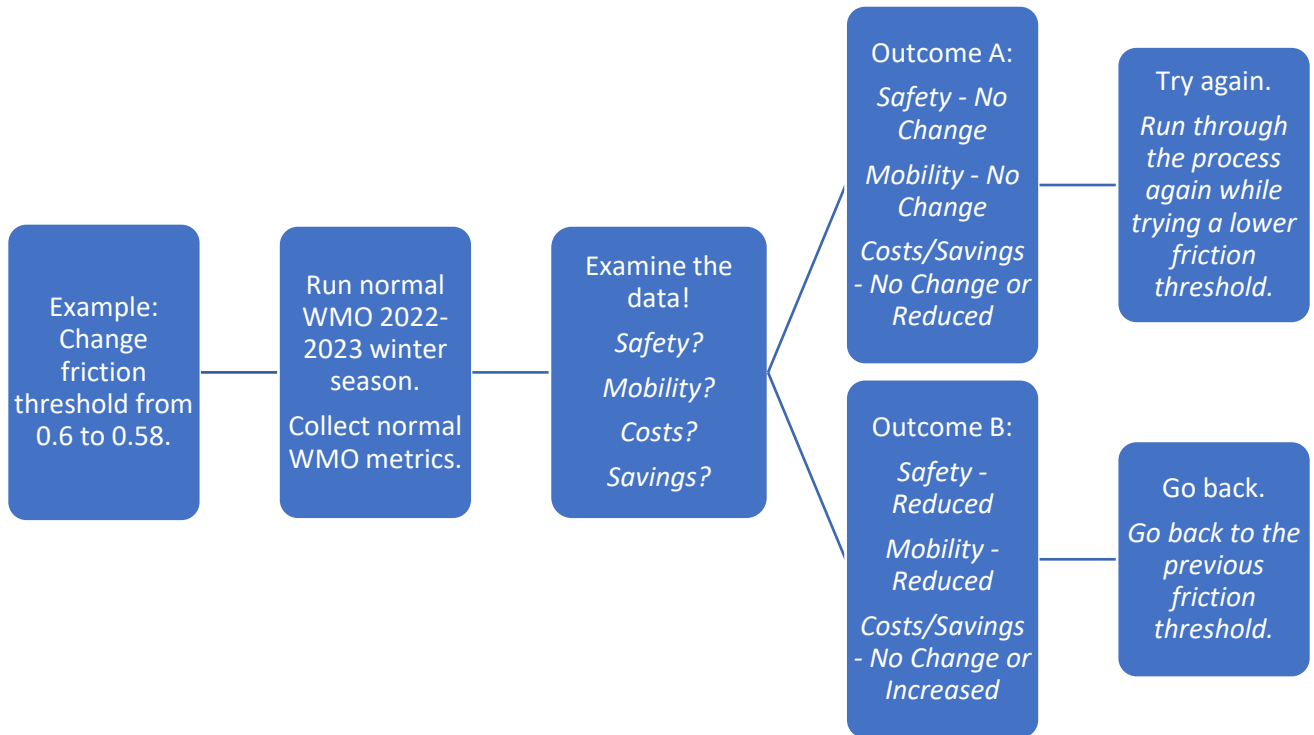 Example:
Change
friction
threshold from
0.6 to 0.58.
Run normal
WMO 2022-
2023 winter
season.
Collect normal
WMO metrics.
Examine the
data!
Safety?
Mobility?
Costs?
Savings?
Outcome A:
Safety - No
Change
Mobility - No
Change
Costs/Savings
- No Change or
Reduced
Try again.
Run through
the process
again while
trying a lower
friction
threshold.
Outcome B:
Safety -
Reduced
Mobility -
Reduced
Costs/Savings
- No Change or
Increased
Go back.
Go back to the
previous
friction
threshold.